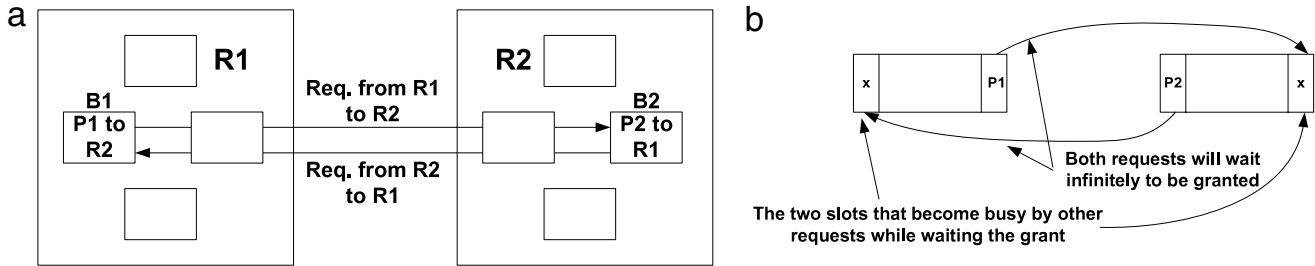 a
R1
R2
Req. from R1
to R2
B1
P1 to
R2
B2
P2 to
R1
Req. from R2
to R1
b
x
P1
P2
x
Both requests will wait
infinitely to be granted
The two slots that become busy by other
requests while waiting the grant